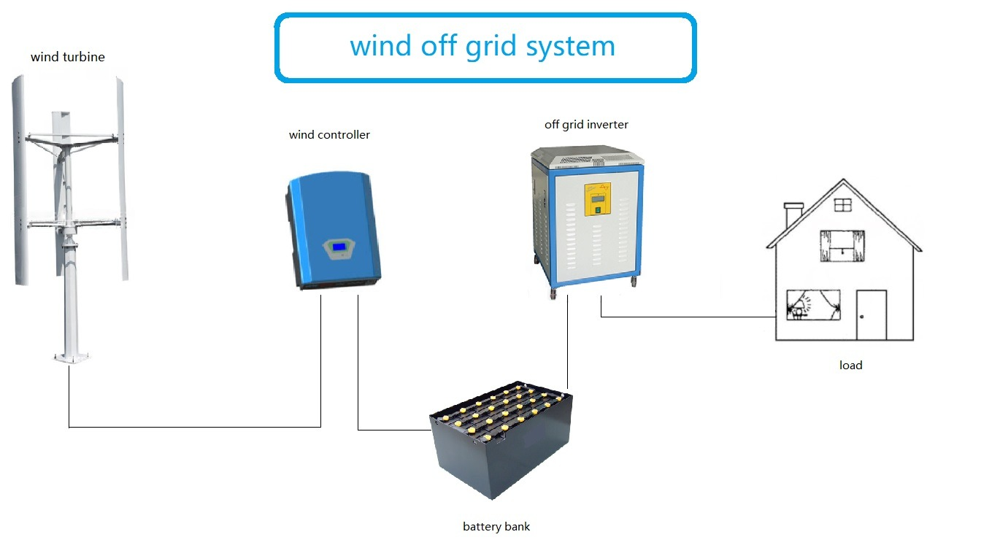 wind off grid system
wind turbine
wind controller
off grid inverter
load
battery bank